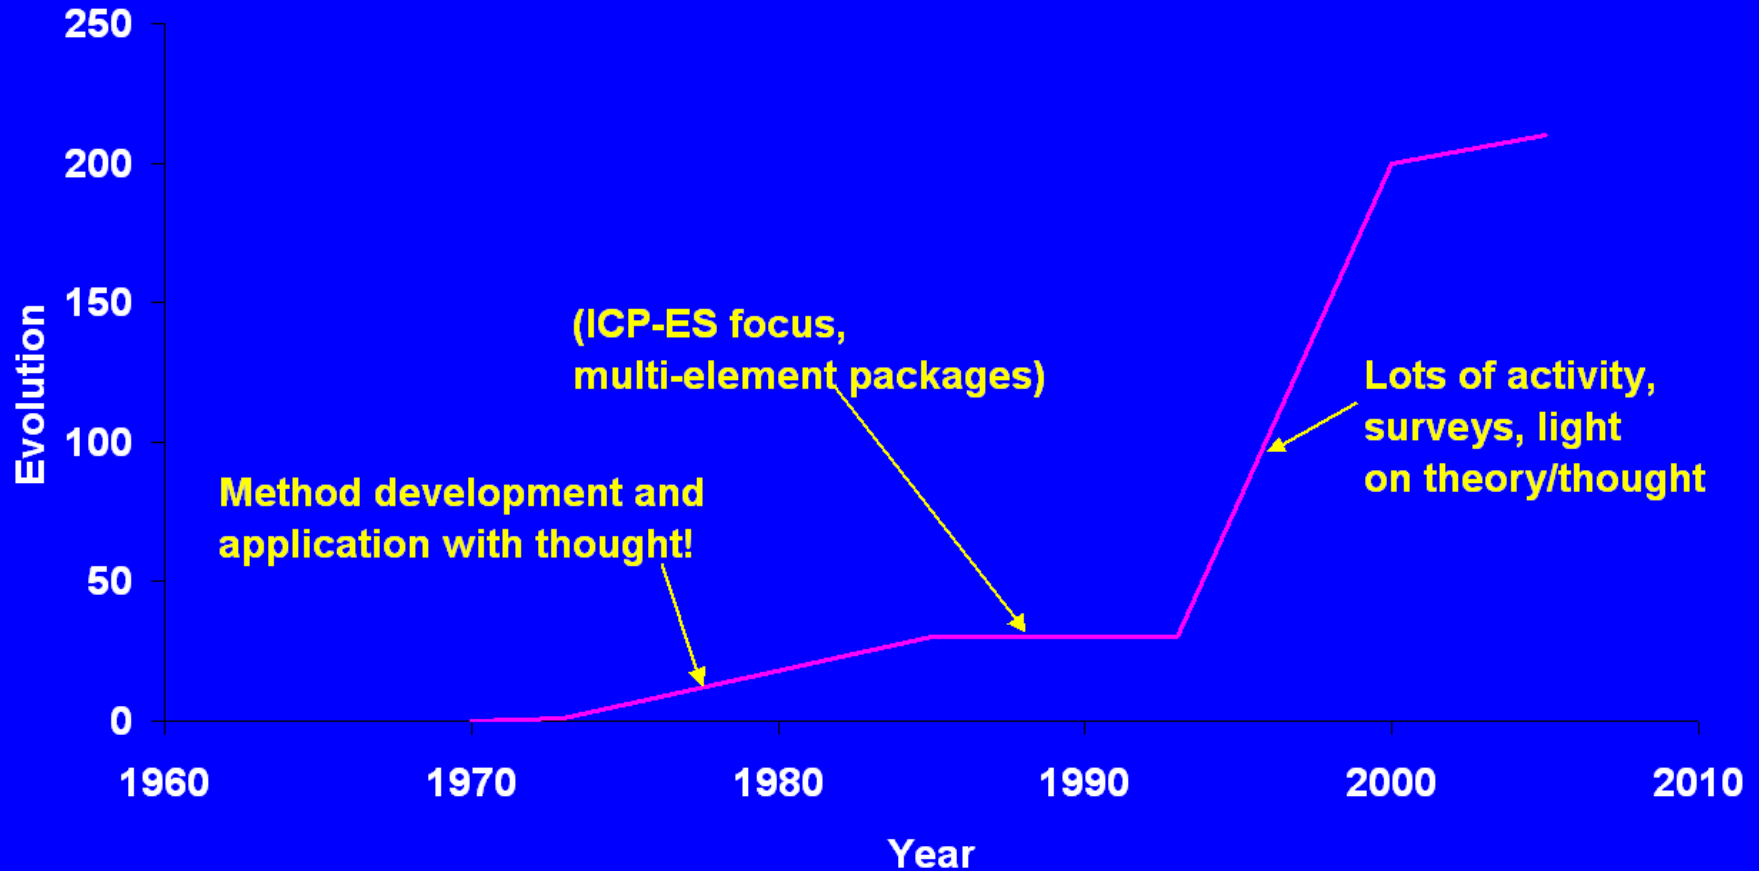 250
200
150
100
50
0
Evolution
(ICP-ES focus,
multi-element packages)
Lots of activity,
surveys, light
on theory/thought
Method development and
application with thought!
1960 1970 1980 1990 2000 2010
Year